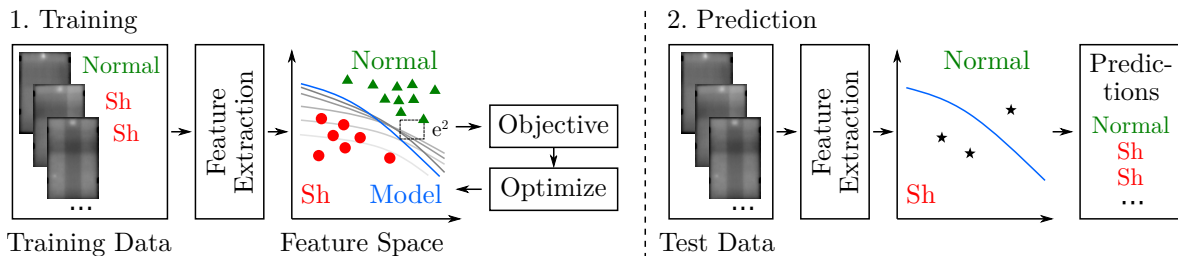 1. Training
Normal
Sh
Sh
...
Training Data
Feature
Extraction
Normal
e²
Sh
Model
Feature Space
Objective
Optimize
2. Prediction
...
Test Data
Feature
Extraction
Normal
Sh
Predic-
tions
Normal
Sh
Sh
...